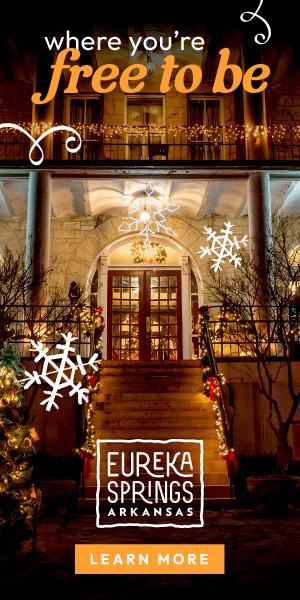 where you're
free to be
EUREKA
SPRINGS
ARKANSAS
LEARN MORE